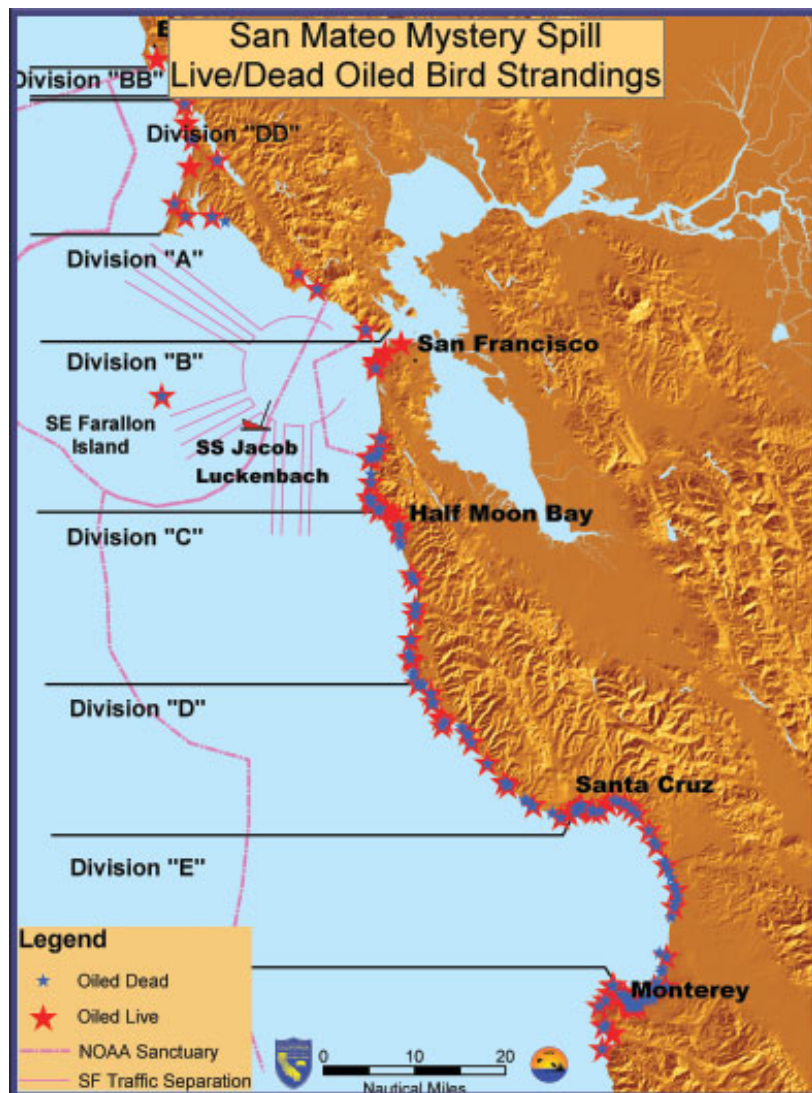 San Mateo Mystery Spill
Live/Dead Oiled Bird Strandings
Division "BB"
Division "DD"
Division "A"
Division "B"
San Francisco
SE Farallon
Island
SS Jacob
Luckenbach
Half Moon Bay
Division "C"
Division "D"
Santa Cruz
Division "E"
Monterey
Legend
Oiled Dead
Oiled Live
NOAA Sanctuary
SF Traffic Separation
0 10 20
Nautical Miles